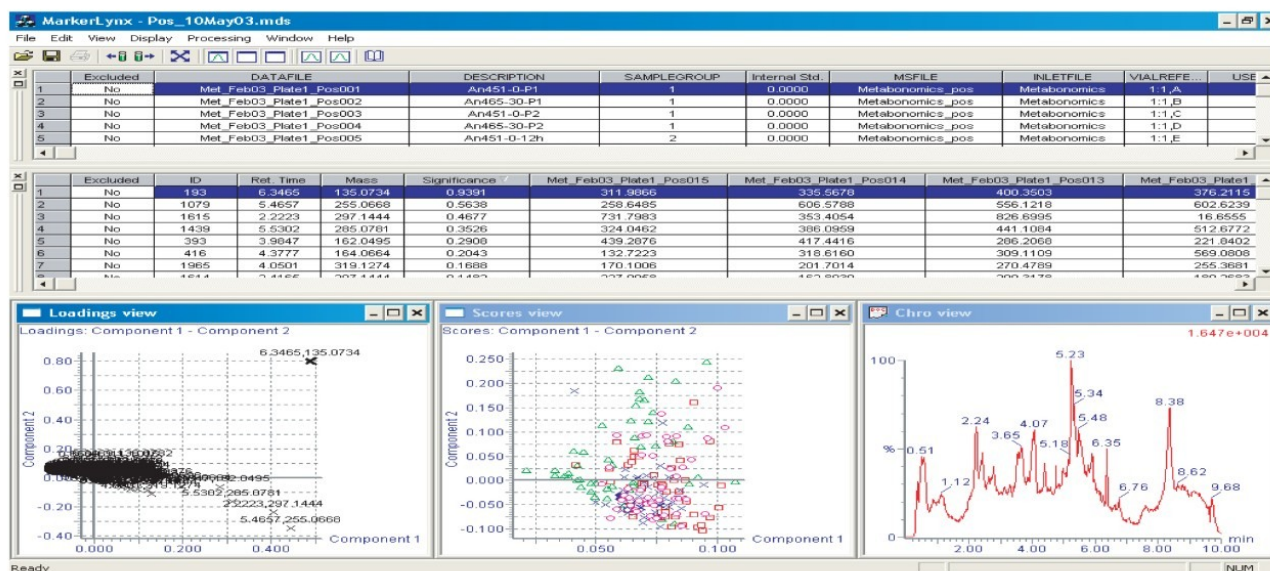 MarkerLynx - Pos_10May03.mds
File Edit View Display Processing Window Help
Excluded DATAFILE DESCRIPTION SAMPLEGROUP Internal Std. MSFILE INLETFILE VIALREFE... USE
1 No Met_Feb03_Plate1_Pos001 An451-0-P1 1 0.0000 Metabonomics_pos Metabonomics 1:1,A
2 No Met_Feb03_Plate1_Pos002 An465-30-P1 1 0.0000 Metabonomics_pos Metabonomics 1:1,B
3 No Met_Feb03_Plate1_Pos003 An451-0-P2 1 0.0000 Metabonomics_pos Metabonomics 1:1,C
4 No Met_Feb03_Plate1_Pos004 An465-30-P2 1 0.0000 Metabonomics_pos Metabonomics 1:1,D
5 No Met_Feb03_Plate1_Pos005 An451-0-12h 2 0.0000 Metabonomics_pos Metabonomics 1:1,E
Excluded ID Ret. Time Mass Significance Met_Feb03_Plate1_Pos015 Met_Feb03_Plate1_Pos014 Met_Feb03_Plate1_Pos013 Met_Feb03_Plate1
1 No 193 6.3465 135.0734 0.9391 311.9866 335.5678 400.3503 376.2115
2 No 1079 5.4657 255.0668 0.5638 258.6485 606.5788 556.1218 602.6239
3 No 1615 2.2223 297.1444 0.4677 731.7983 353.4054 826.6995 16.6555
4 No 1439 5.5302 285.0781 0.3526 324.0462 386.0959 441.1084 512.6772
5 No 393 3.9847 162.0495 0.2908 439.2876 417.4416 286.2068 221.8402
6 No 416 4.3777 164.0664 0.2043 132.7223 318.6160 309.1109 569.0808
7 No 1965 4.0501 319.1274 0.1688 170.1006 201.7014 270.4789 255.3681
Loadings view
Loadings: Component 1 - Component 2
6.3465,135.0734
0.80
0.60
0.40
0.20
0.00
-0.20
-0.40
Component 2
5.5302,285.0781
2.2223,297.1444
5.4657,255.0668
0.000 0.200 0.400
Component 1
Scores view
Scores: Component 1 - Component 2
0.250
0.200
0.150
0.100
0.050
0.000
-0.050
-0.100
Component 2
0.050 0.100
Component 1
Chro view
1.647e+004
100
%
0.51
1.12
2.24
3.65
4.07
5.18
5.23
5.34
5.48
6.35
6.76
8.38
8.62
9.68
2.00 4.00 6.00 8.00 10.00
min
Ready
NUM